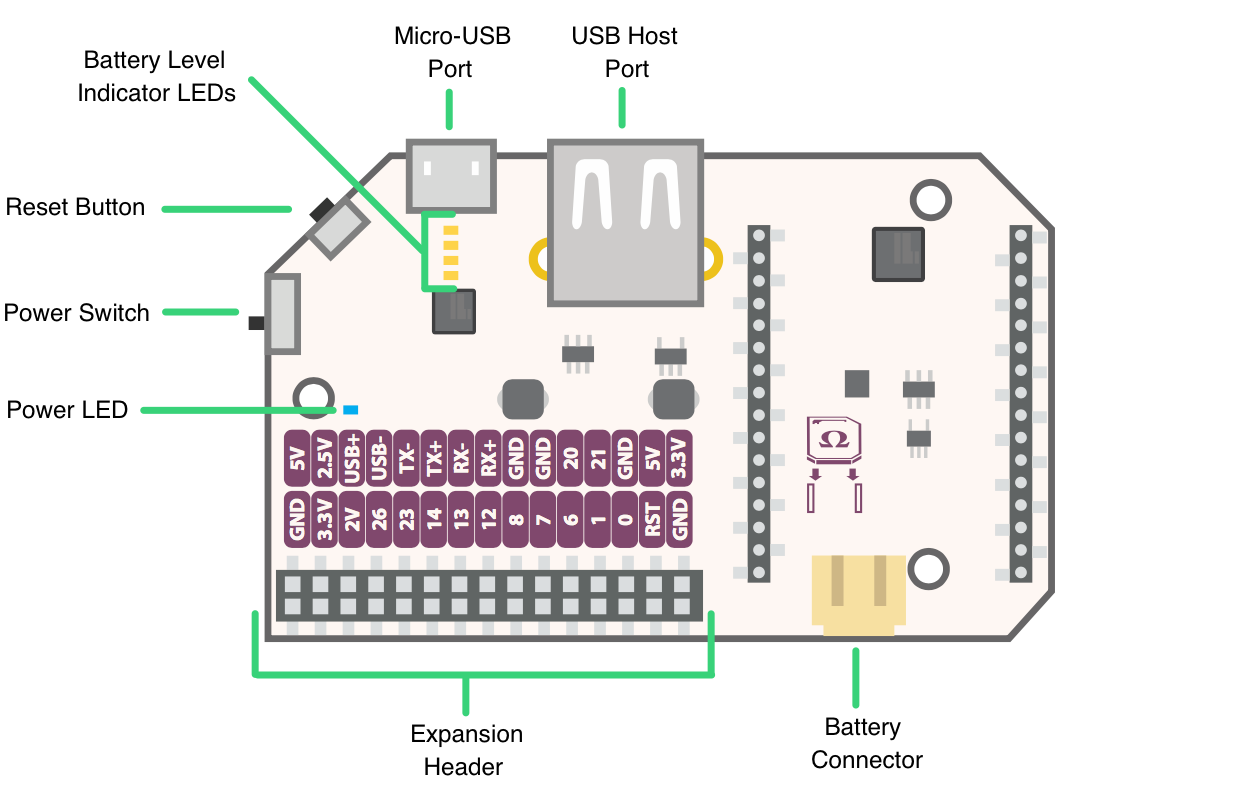 Micro-USB
Port
USB Host
Port
Battery Level
Indicator LEDs
Reset Button
Power Switch
Power LED
5V 2.5V USB+ USB- TX- TX+ RX- RX+ GND GND 20 21 GND 5V 3.3V
GND 3.3V 2V 26 23 14 13 12 8 7 6 1 0 RST GND
Ω
Expansion
Header
Battery
Connector